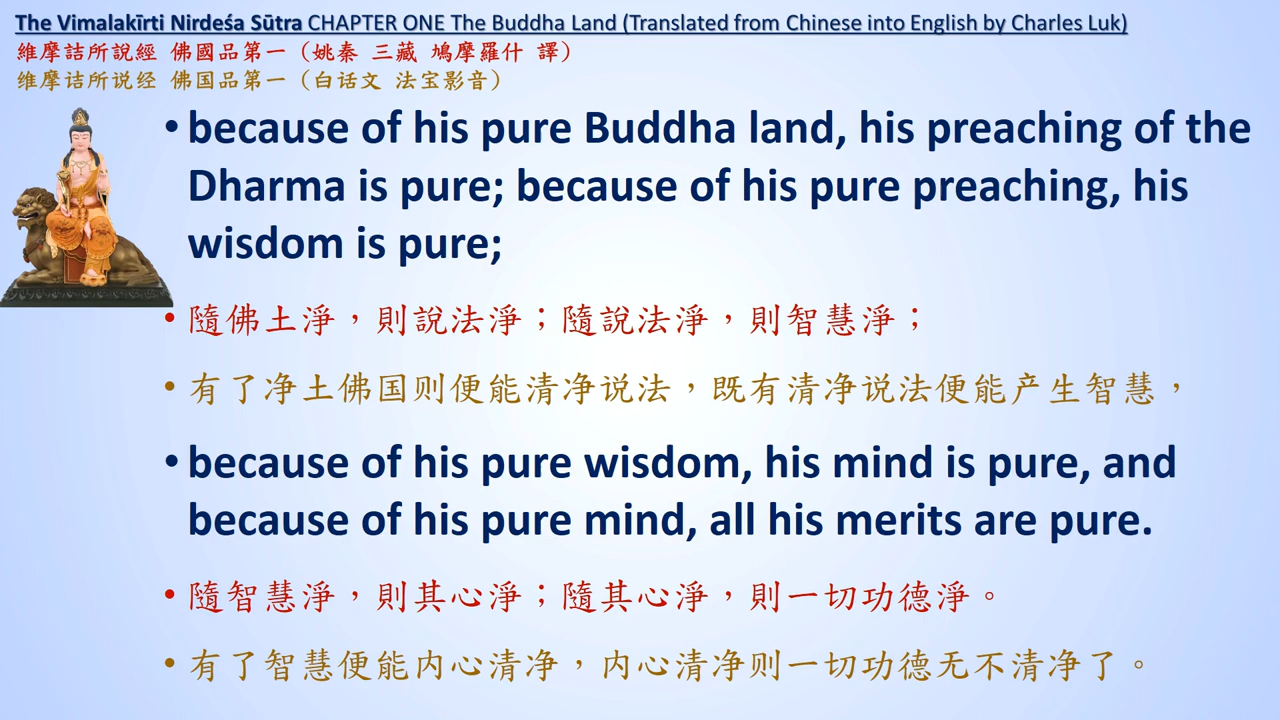 The Vimalakīrti Nirdeśa Sūtra CHAPTER ONE The Buddha Land (Translated from Chinese into English by Charles Luk)
維摩詰所說經 佛國品第一（姚秦 三藏 鳩摩羅什 譯）
维摩诘所说经 佛国品第一（白话文 法宝影音）
• because of his pure Buddha land, his preaching of the
Dharma is pure; because of his pure preaching, his
wisdom is pure;
• 隨佛土淨，則說法淨；隨說法淨，則智慧淨；
• 有了净土佛国则便能清净说法，既有清净说法便能产生智慧，
• because of his pure wisdom, his mind is pure, and
because of his pure mind, all his merits are pure.
• 隨智慧淨，則其心淨；隨其心淨，則一切功德淨。
• 有了智慧便能内心清净，内心清净则一切功德无不清净了。